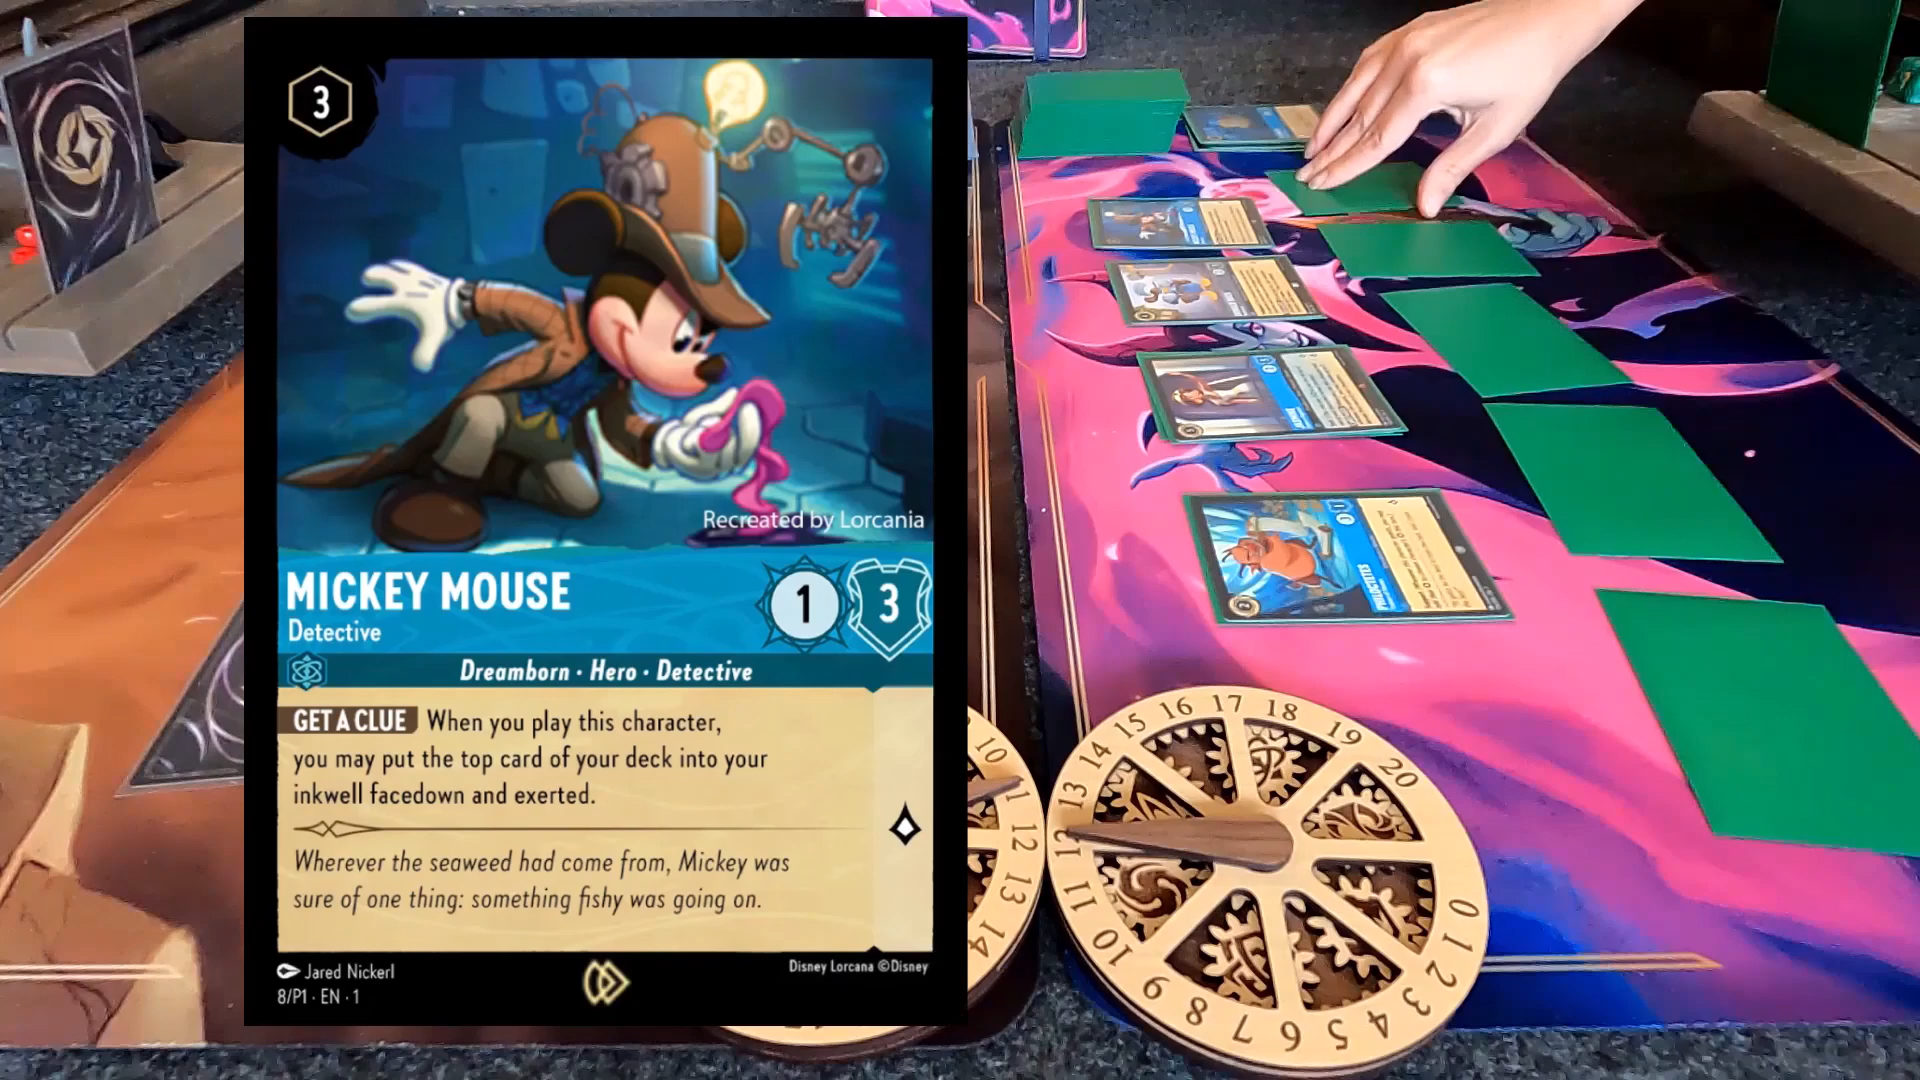 3
Recreated by Lorcania
MICKEY MOUSE
1
3
Detective
Dreamborn · Hero · Detective
GET A CLUE When you play this character,
you may put the top card of your deck into your
inkwell facedown and exerted.
Wherever the seaweed had come from, Mickey was
sure of one thing: something fishy was going on.
Jared Nickerl
Disney Lorcana ©Disney
8/P1 · EN · 1
PHILOCTETES
10
12
13
14
0
1
2
3
4
5
6
7
8
9
10
11
12
13
14
15
16
17
18
19
20